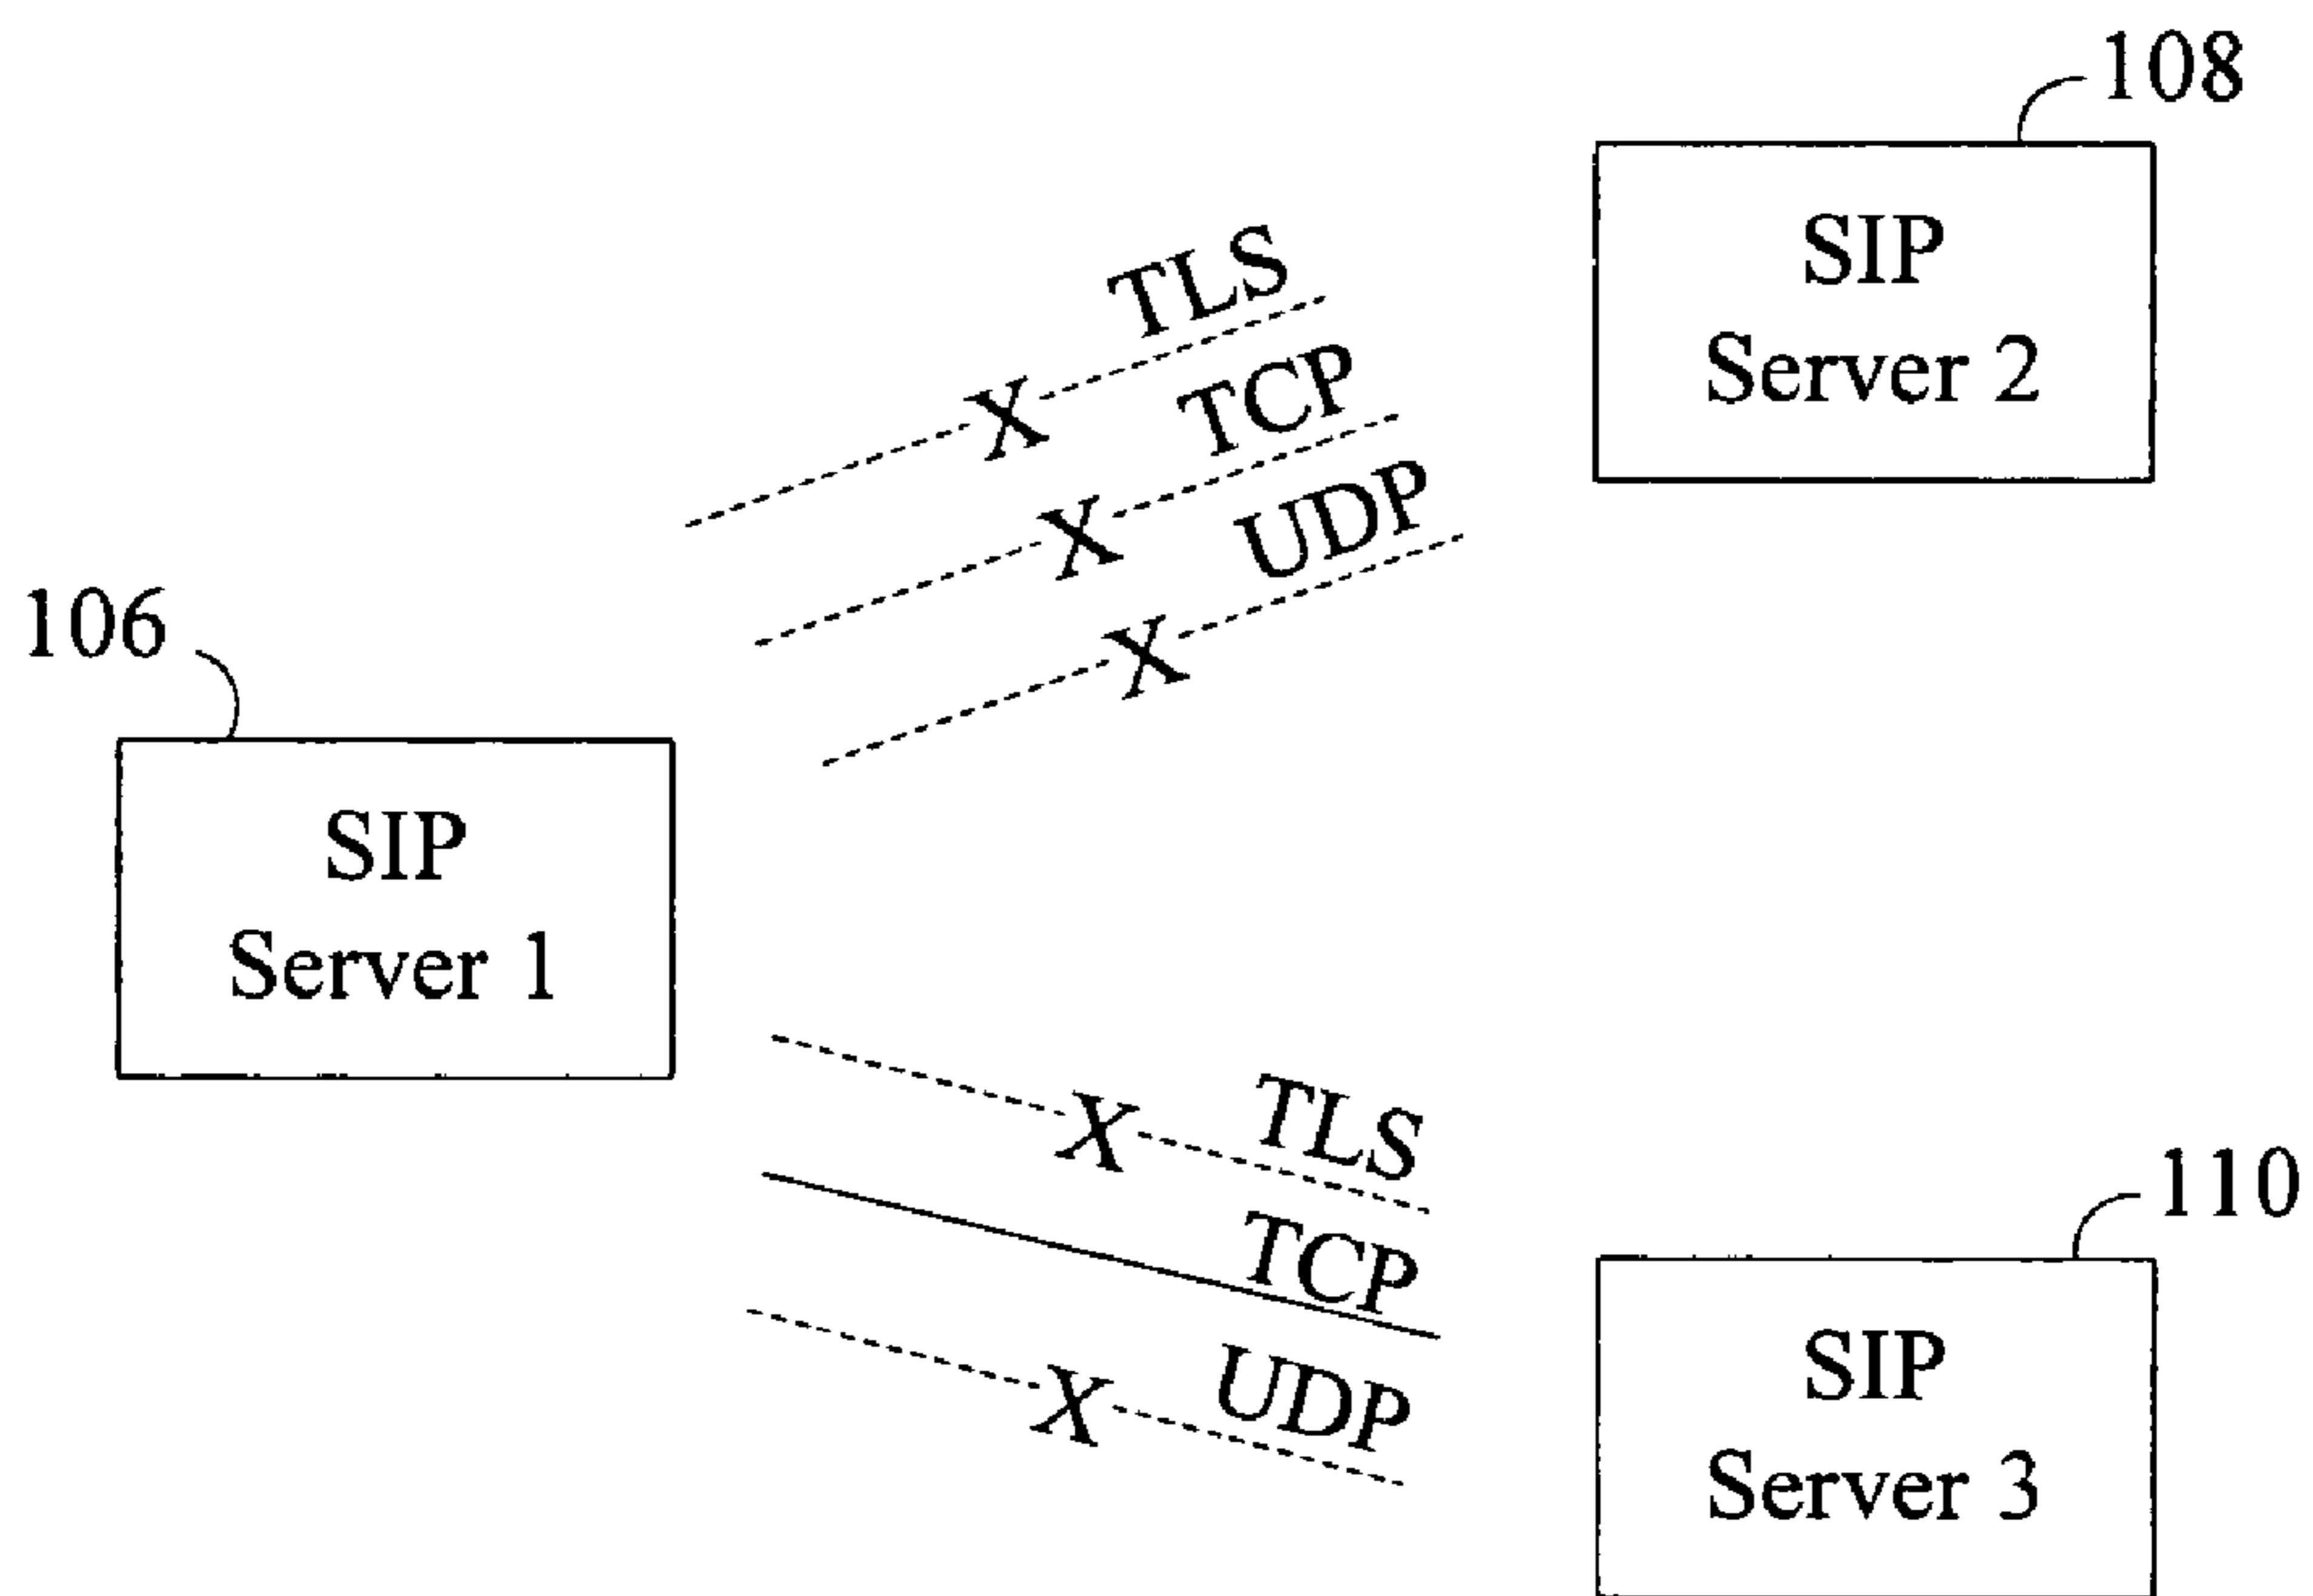 108
SIP
Server 2
TLS
X
TCP
X
UDP
X
106
SIP
Server 1
TLS
X
TCP
UDP
X
110
SIP
Server 3